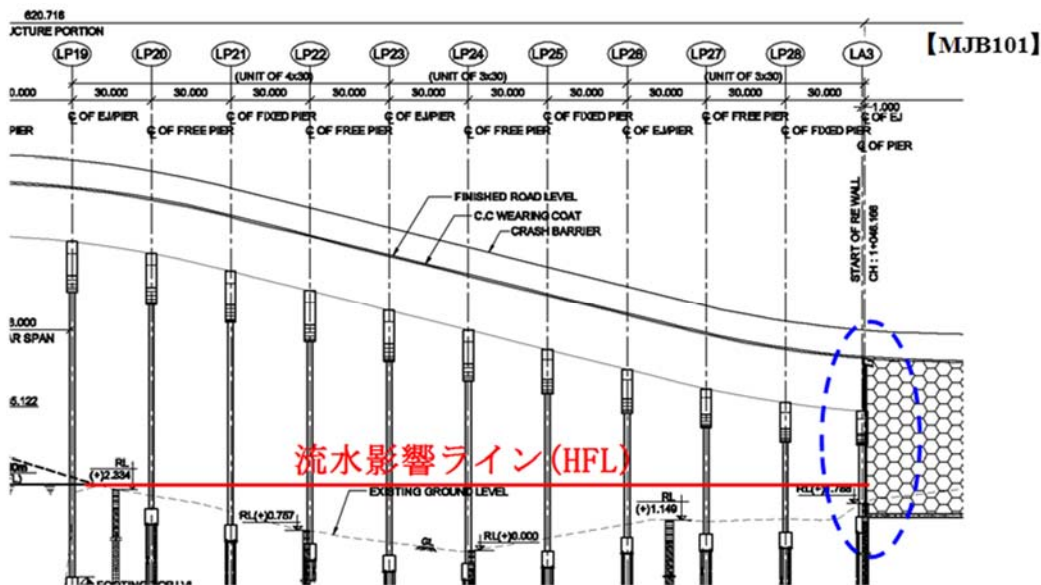 620.716
UCTURE PORTION
【MJB101】
LP19 LP20 LP21 LP22 LP23 LP24 LP25 LP26 LP27 LP28 LA3
(UNIT OF 4x30) (UNIT OF 3x30) (UNIT OF 3x30)
0.000 30.000 30.000 30.000 30.000 30.000 30.000 30.000 30.000 30.000 30.000 1.000
℄ OF EJ/PIER ℄ OF FIXED PIER ℄ OF EJ/PIER ℄ OF FIXED PIER ℄ OF FREE PIER ℄ OF EJ
PIER ℄ OF FREE PIER ℄ OF FREE PIER ℄ OF FREE PIER ℄ OF EJ/PIER ℄ OF FIXED PIER
℄ OF PIER
FINISHED ROAD LEVEL
C.C WEARING COAT
CRASH BARRIER
START OF RE WALL
CH : 1+046.166
AR SPAN
流水影響ライン(HFL)
RL
(+)2.334
EXISTING GROUND LEVEL
RL(+)0.757
GL
RL(+)0.000
RL
(+)1.149